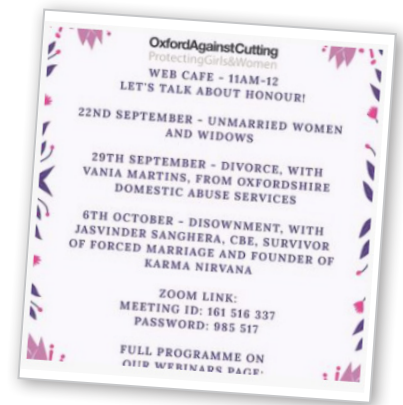 OxfordAgainstCutting
ProtectingGirls&Women
WEB CAFE - 11AM-12
LET'S TALK ABOUT HONOUR!
22ND SEPTEMBER - UNMARRIED WOMEN
AND WIDOWS
29TH SEPTEMBER - DIVORCE, WITH
VANIA MARTINS, FROM OXFORDSHIRE
DOMESTIC ABUSE SERVICES
6TH OCTOBER - DISOWNMENT, WITH
JASVINDER SANGHERA, CBE, SURVIVOR
OF FORCED MARRIAGE AND FOUNDER OF
KARMA NIRVANA
ZOOM LINK:
MEETING ID: 161 516 337
PASSWORD: 985 517
FULL PROGRAMME ON
OUR WEBINARS PAGE: